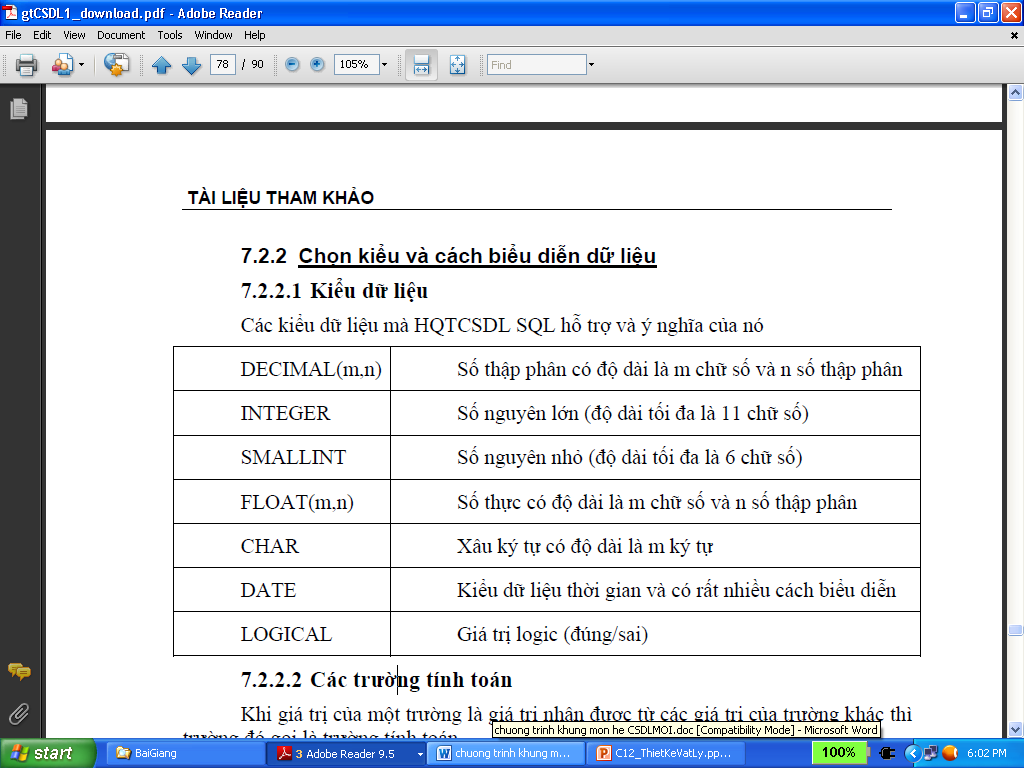 gtCSDL1_download.pdf - Adobe Reader
File Edit View Document Tools Window Help
78 / 90 105% Find
TÀI LIỆU THAM KHẢO
7.2.2 Chọn kiểu và cách biểu diễn dữ liệu
7.2.2.1 Kiểu dữ liệu
Các kiểu dữ liệu mà HQTCSDL SQL hỗ trợ và ý nghĩa của nó
DECIMAL(m,n) Số thập phân có độ dài là m chữ số và n số thập phân
INTEGER Số nguyên lớn (độ dài tối đa là 11 chữ số)
SMALLINT Số nguyên nhỏ (độ dài tối đa là 6 chữ số)
FLOAT(m,n) Số thực có độ dài là m chữ số và n số thập phân
CHAR Xâu ký tự có độ dài là m ký tự
DATE Kiểu dữ liệu thời gian và có rất nhiều cách biểu diễn
LOGICAL Giá trị logic (đúng/sai)
7.2.2.2 Các trường tính toán
Khi giá trị của một trường là giá trị nhận được từ các giá trị của trường khác thì
trường đó gọi là trường tính toán
chuong trinh khung mon he CSDLMOI.doc [Compatibility Mode] - Microsoft Word
start BaiGiang 3 Adobe Reader 9.5 chuong trinh khung m... C12_ThietKeVatLy.pp... 100% 6:02 PM